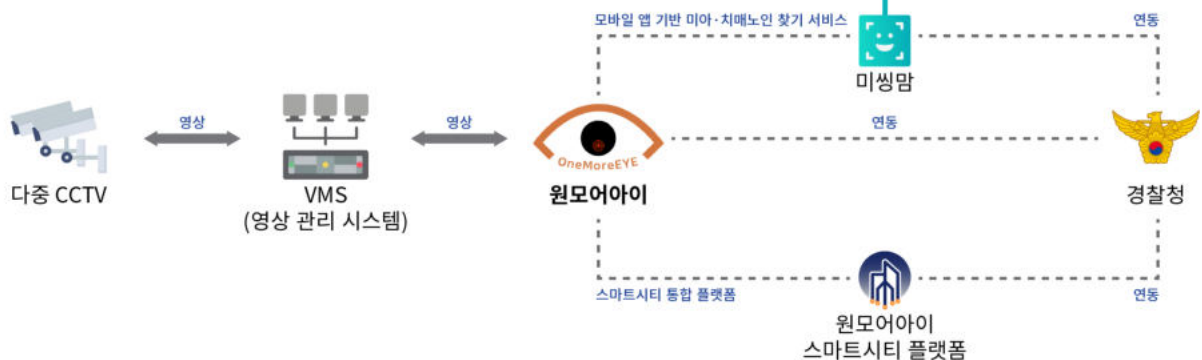 모바일 앱 기반 미아·치매노인 찾기 서비스
연동
미씽맘
영상
영상
연동
OneMoreEYE
다중 CCTV
VMS
(영상 관리 시스템)
원모어아이
경찰청
스마트시티 통합 플랫폼
연동
원모어아이
스마트시티 플랫폼